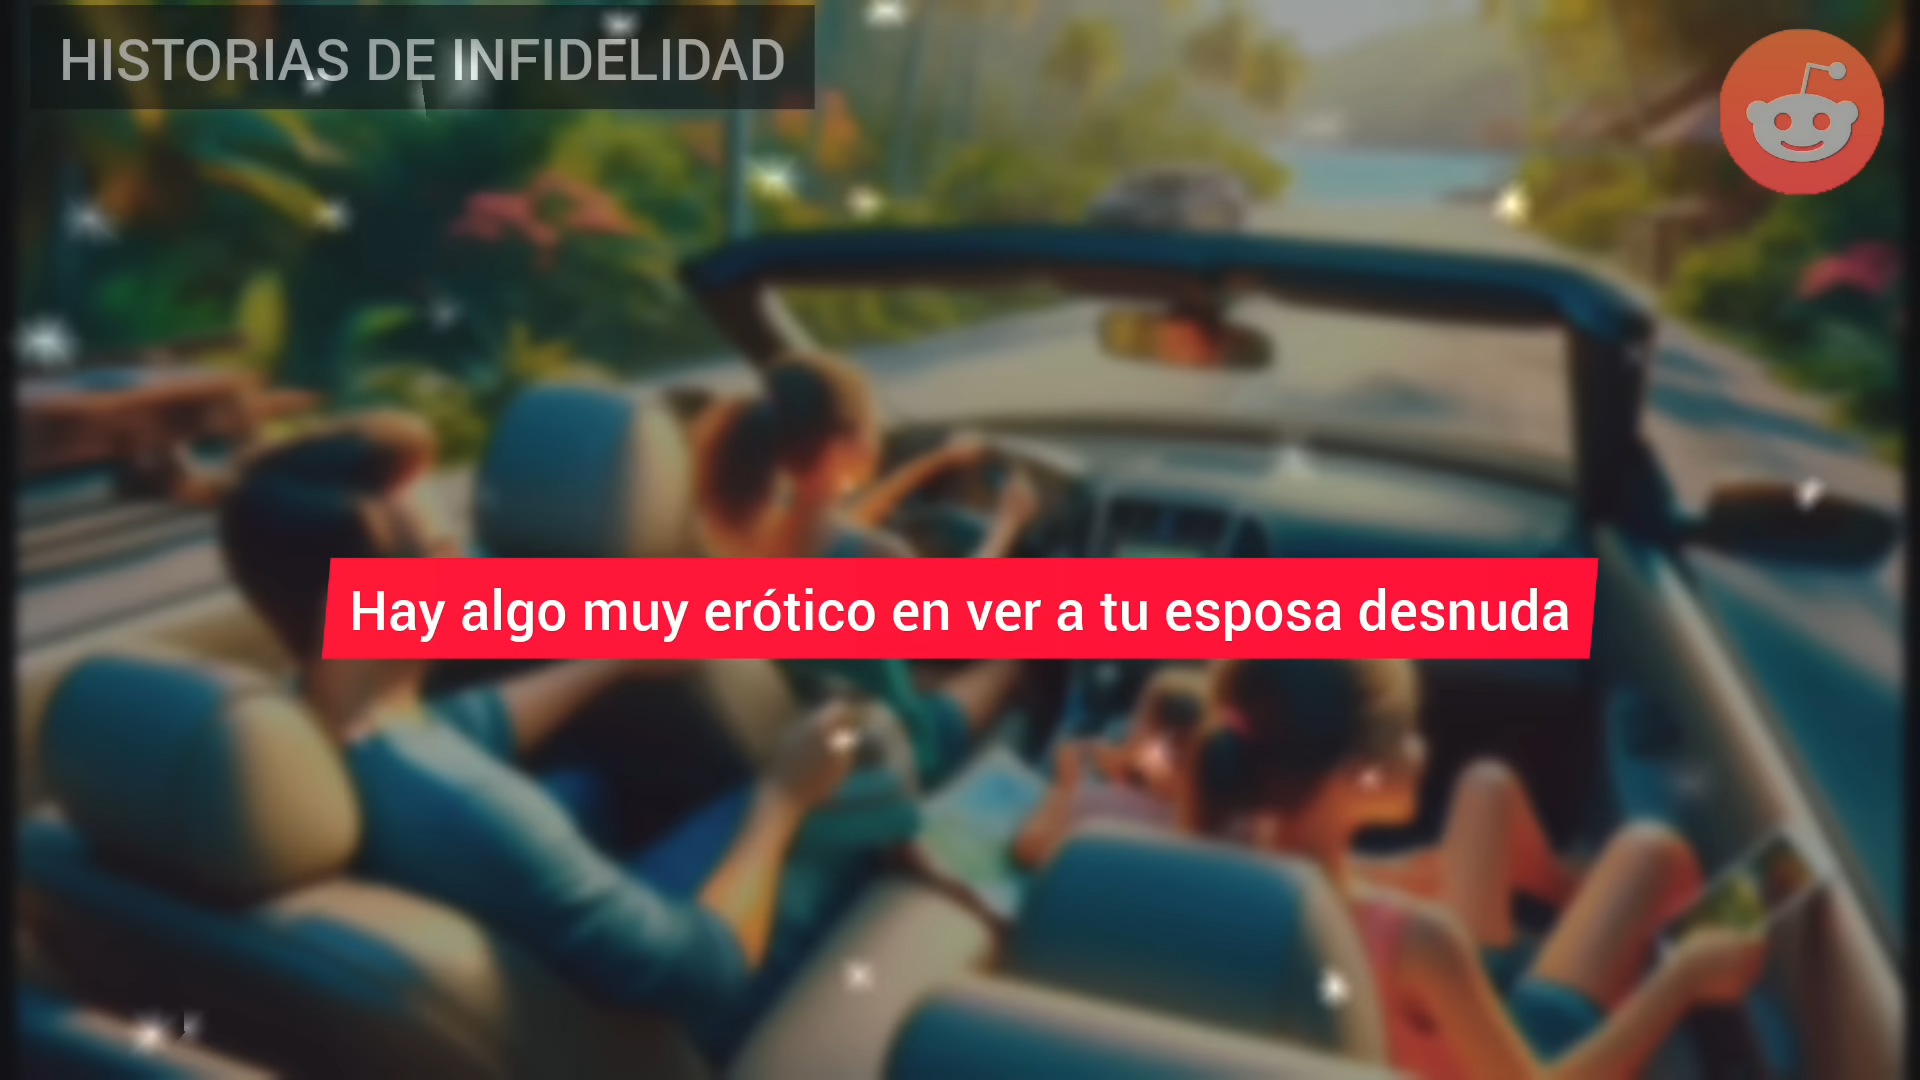 HISTORIAS DE INFIDELIDAD
Hay algo muy erótico en ver a tu esposa desnuda